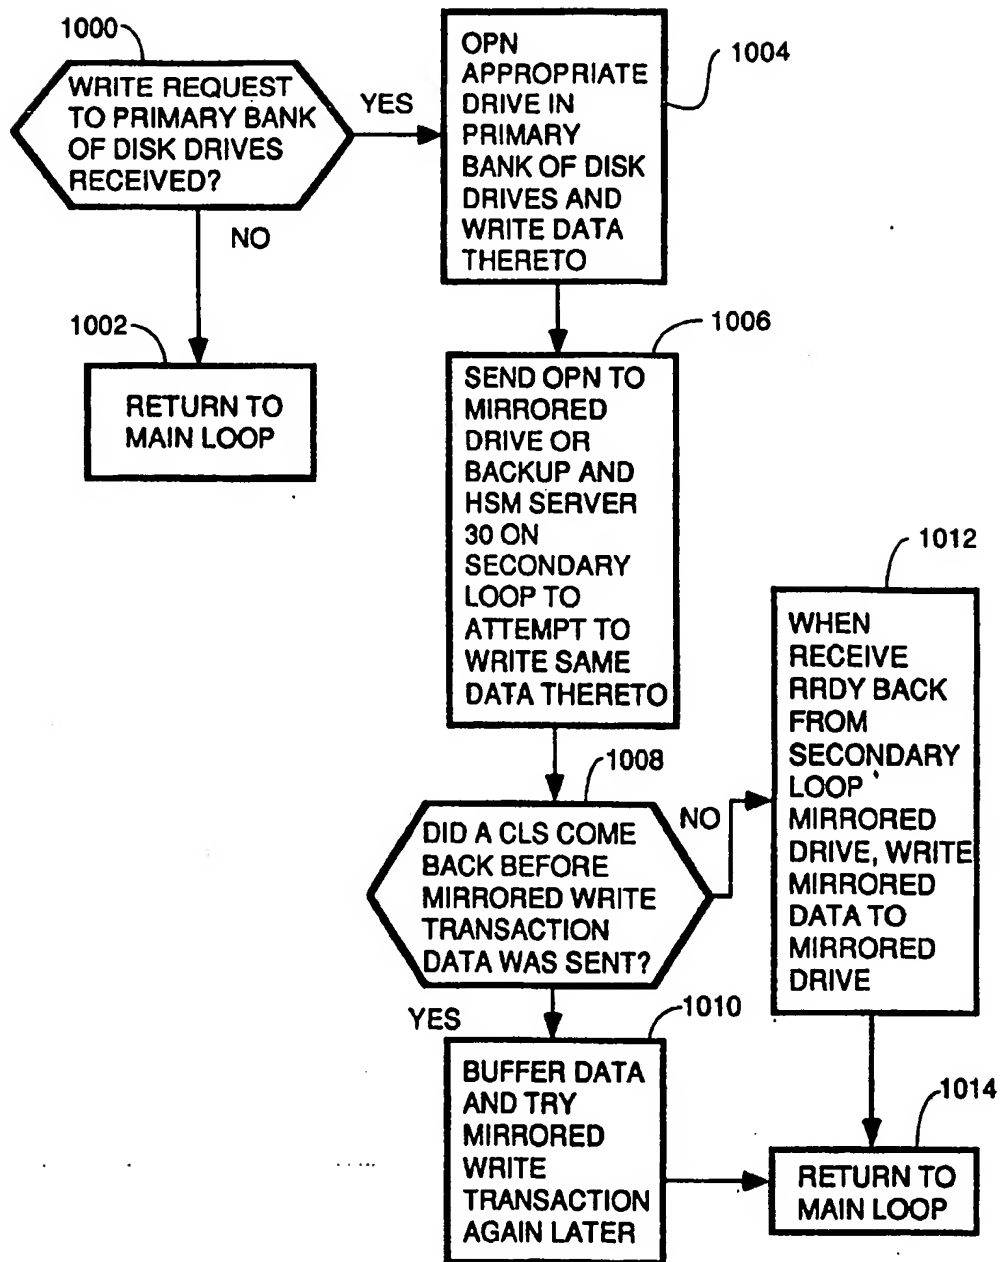 1000
WRITE REQUEST
TO PRIMARY BANK
OF DISK DRIVES
RECEIVED?
YES
NO
1002
RETURN TO
MAIN LOOP
1004
OPN
APPROPRIATE
DRIVE IN
PRIMARY
BANK OF DISK
DRIVES AND
WRITE DATA
THERETO
1006
SEND OPN TO
MIRRORED
DRIVE OR
BACKUP AND
HSM SERVER
30 ON
SECONDARY
LOOP TO
ATTEMPT TO
WRITE SAME
DATA THERETO
1008
DID A CLS COME
BACK BEFORE
MIRRORED WRITE
TRANSACTION
DATA WAS SENT?
NO
YES
1010
BUFFER DATA
AND TRY
MIRRORED
WRITE
TRANSACTION
AGAIN LATER
1012
WHEN
RECEIVE
RRDY BACK
FROM
SECONDARY
LOOP
MIRRORED
DRIVE, WRITE
MIRRORED
DATA TO
MIRRORED
DRIVE
1014
RETURN TO
MAIN LOOP